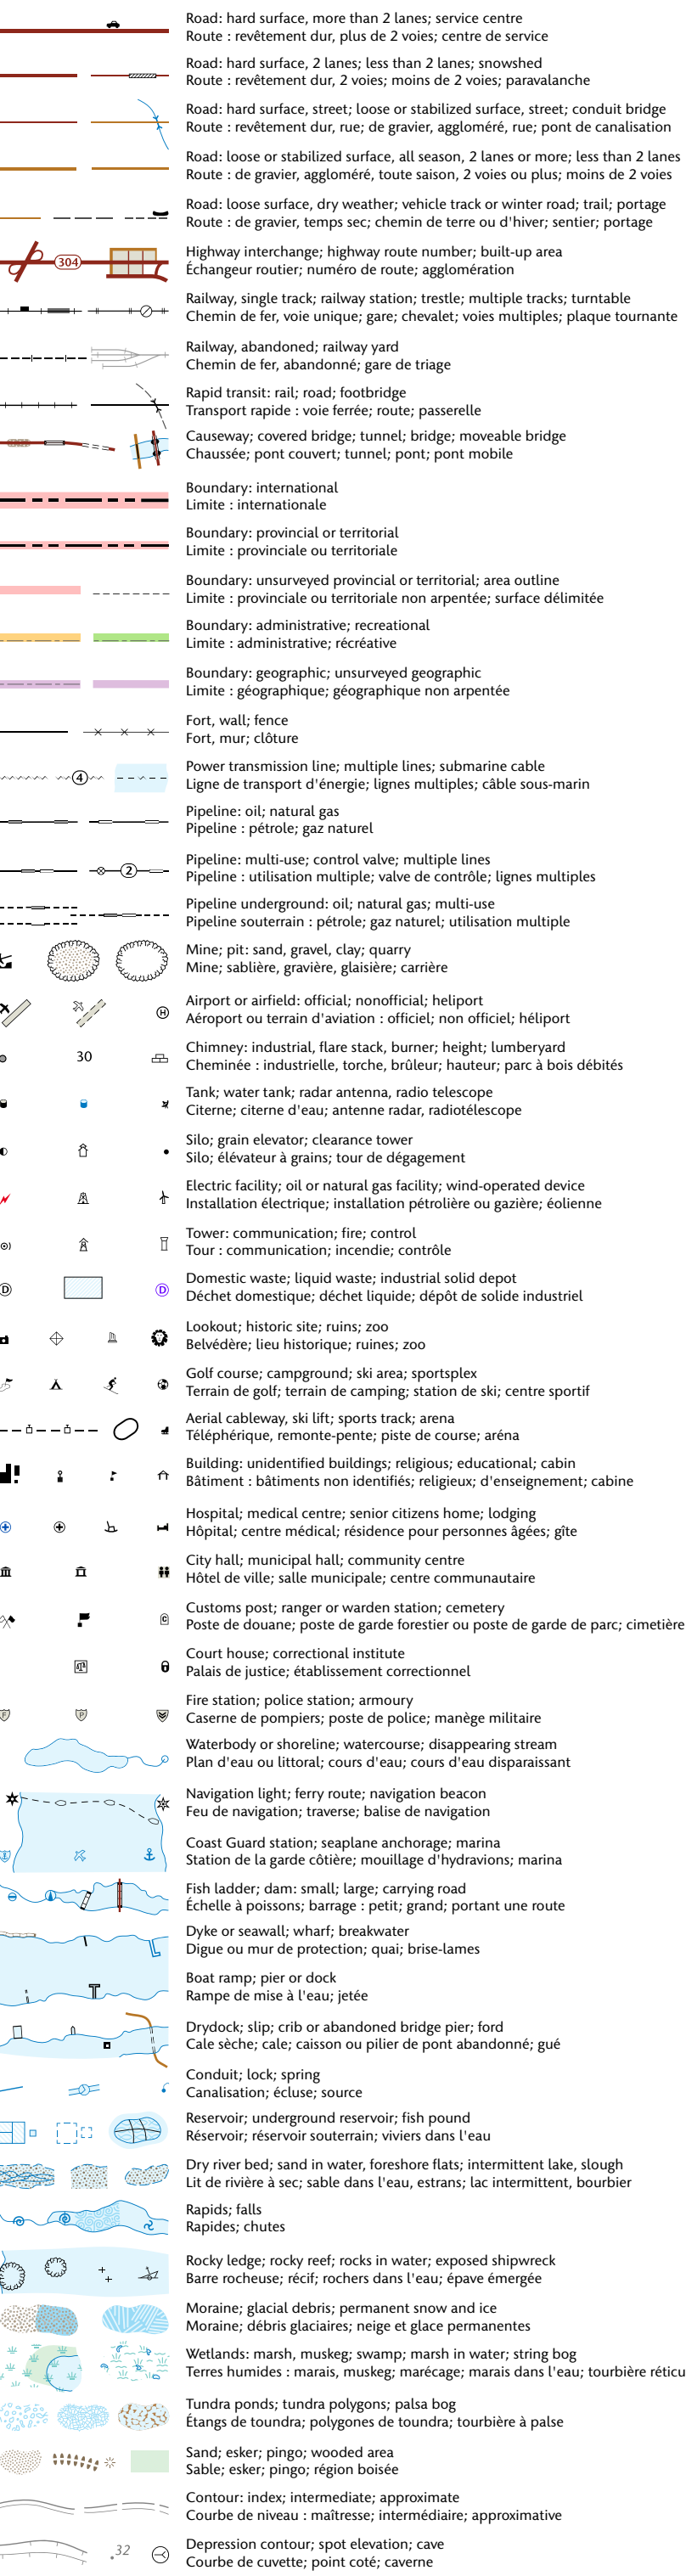 Road: hard surface, more than 2 lanes; service centre
Route : revêtement dur, plus de 2 voies; centre de service
Road: hard surface, 2 lanes; less than 2 lanes; snowshed
Route : revêtement dur, 2 voies; moins de 2 voies; paravalanche
Road: hard surface, street; loose or stabilized surface, street; conduit bridge
Route : revêtement dur, rue; de gravier, aggloméré, rue; pont de canalisation
Road: loose or stabilized surface, all season, 2 lanes or more; less than 2 lanes
Route : de gravier, aggloméré, toute saison, 2 voies ou plus; moins de 2 voies
Road: loose surface, dry weather; vehicle track or winter road; trail; portage
Route : de gravier, temps sec; chemin de terre ou d'hiver; sentier; portage
304
Highway interchange; highway route number; built-up area
Échangeur routier; numéro de route; agglomération
Railway, single track; railway station; trestle; multiple tracks; turntable
Chemin de fer, voie unique; gare; chevalet; voies multiples; plaque tournante
Railway, abandoned; railway yard
Chemin de fer, abandonné; gare de triage
Rapid transit: rail; road; footbridge
Transport rapide : voie ferrée; route; passerelle
Causeway; covered bridge; tunnel; bridge; moveable bridge
Chaussée; pont couvert; tunnel; pont; pont mobile
Boundary: international
Limite : internationale
Boundary: provincial or territorial
Limite : provinciale ou territoriale
Boundary: unsurveyed provincial or territorial; area outline
Limite : provinciale ou territoriale non arpentée; surface délimitée
Boundary: administrative; recreational
Limite : administrative; récréative
Boundary: geographic; unsurveyed geographic
Limite : géographique; géographique non arpentée
Fort, wall; fence
Fort, mur; clôture
4
Power transmission line; multiple lines; submarine cable
Ligne de transport d'énergie; lignes multiples; câble sous-marin
Pipeline: oil; natural gas
Pipeline : pétrole; gaz naturel
2
Pipeline: multi-use; control valve; multiple lines
Pipeline : utilisation multiple; valve de contrôle; lignes multiples
Pipeline underground: oil; natural gas; multi-use
Pipeline souterrain : pétrole; gaz naturel; utilisation multiple
Mine; pit: sand, gravel, clay; quarry
Mine; sablière, gravière, glaisière; carrière
H
Airport or airfield: official; nonofficial; heliport
Aéroport ou terrain d'aviation : officiel; non officiel; héliport
30
Chimney: industrial, flare stack, burner; height; lumberyard
Cheminée : industrielle, torche, brûleur; hauteur; parc à bois débités
Tank; water tank; radar antenna, radio telescope
Citerne; citerne d'eau; antenne radar, radiotélescope
Silo; grain elevator; clearance tower
Silo; élévateur à grains; tour de dégagement
Electric facility; oil or natural gas facility; wind-operated device
Installation électrique; installation pétrolière ou gazière; éolienne
Tower: communication; fire; control
Tour : communication; incendie; contrôle
D D
Domestic waste; liquid waste; industrial solid depot
Déchet domestique; déchet liquide; dépôt de solide industriel
Lookout; historic site; ruins; zoo
Belvédère; lieu historique; ruines; zoo
Golf course; campground; ski area; sportsplex
Terrain de golf; terrain de camping; station de ski; centre sportif
Aerial cableway, ski lift; sports track; arena
Téléphérique, remonte-pente; piste de course; aréna
Building: unidentified buildings; religious; educational; cabin
Bâtiment : bâtiments non identifiés; religieux; d'enseignement; cabine
Hospital; medical centre; senior citizens home; lodging
Hôpital; centre médical; résidence pour personnes âgées; gîte
City hall; municipal hall; community centre
Hôtel de ville; salle municipale; centre communautaire
C
Customs post; ranger or warden station; cemetery
Poste de douane; poste de garde forestier ou poste de garde de parc; cimetière
Court house; correctional institute
Palais de justice; établissement correctionnel
F P
Fire station; police station; armoury
Caserne de pompiers; poste de police; manège militaire
Waterbody or shoreline; watercourse; disappearing stream
Plan d'eau ou littoral; cours d'eau; cours d'eau disparaissant
Navigation light; ferry route; navigation beacon
Feu de navigation; traverse; balise de navigation
Coast Guard station; seaplane anchorage; marina
Station de la garde côtière; mouillage d'hydravions; marina
Fish ladder; dam: small; large; carrying road
Échelle à poissons; barrage : petit; grand; portant une route
Dyke or seawall; wharf; breakwater
Digue ou mur de protection; quai; brise-lames
Boat ramp; pier or dock
Rampe de mise à l'eau; jetée
Drydock; slip; crib or abandoned bridge pier; ford
Cale sèche; cale; caisson ou pilier de pont abandonné; gué
Conduit; lock; spring
Canalisation; écluse; source
Reservoir; underground reservoir; fish pound
Réservoir; réservoir souterrain; viviers dans l'eau
Dry river bed; sand in water, foreshore flats; intermittent lake, slough
Lit de rivière à sec; sable dans l'eau, estrans; lac intermittent, bourbier
Rapids; falls
Rapides; chutes
Rocky ledge; rocky reef; rocks in water; exposed shipwreck
Barre rocheuse; récif; rochers dans l'eau; épave émergée
Moraine; glacial debris; permanent snow and ice
Moraine; débris glaciaires; neige et glace permanentes
Wetlands: marsh, muskeg; swamp; marsh in water; string bog
Terres humides : marais, muskeg; marécage; marais dans l'eau; tourbière réticu
Tundra ponds; tundra polygons; palsa bog
Étangs de toundra; polygones de toundra; tourbière à palse
Sand; esker; pingo; wooded area
Sable; esker; pingo; région boisée
Contour: index; intermediate; approximate
Courbe de niveau : maîtresse; intermédiaire; approximative
32
Depression contour; spot elevation; cave
Courbe de cuvette; point coté; caverne